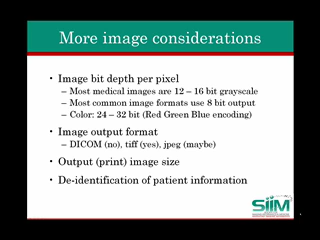 More image considerations
• Image bit depth per pixel
– Most medical images are 12 – 16 bit grayscale
– Most common image formats use 8 bit output
– Color: 24 – 32 bit (Red Green Blue encoding)
• Image output format
– DICOM (no), tiff (yes), jpeg (maybe)
• Output (print) image size
• De-identification of patient information
SIIM